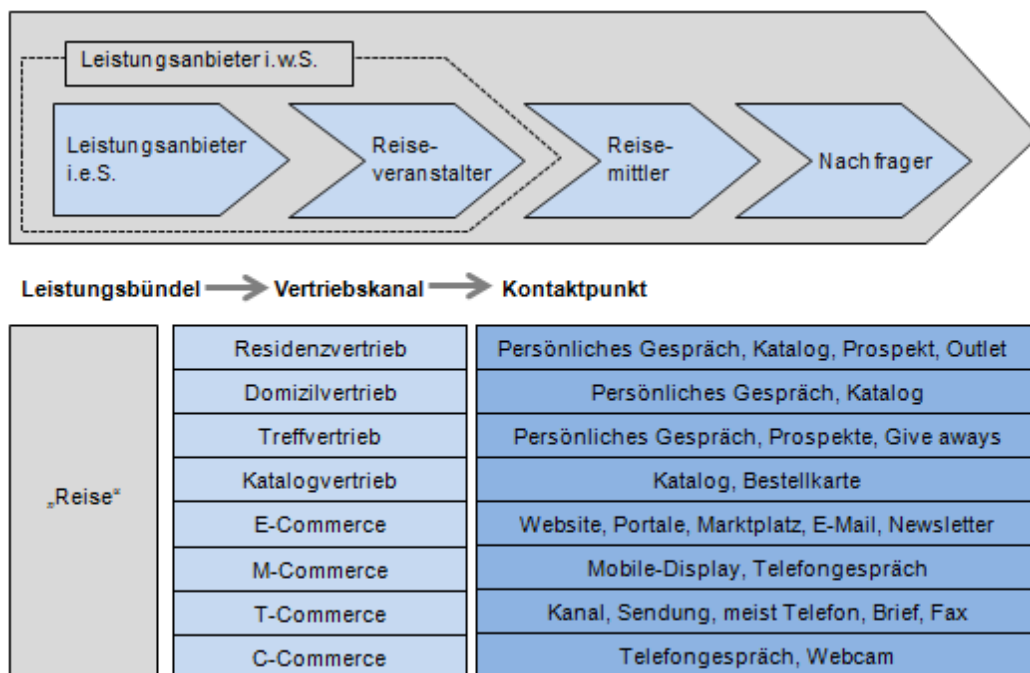 Leistungsanbieter i.w.S.
Leistungsanbieter
i.e.S.
Reise-
veranstalter
Reise-
mittler
Nachfrager
Leistungsbündel
Vertriebskanal
Kontaktpunkt
„Reise“
Residenzvertrieb
Persönliches Gespräch, Katalog, Prospekt, Outlet
Domizilvertrieb
Persönliches Gespräch, Katalog
Treffvertrieb
Persönliches Gespräch, Prospekte, Give aways
Katalogvertrieb
Katalog, Bestellkarte
E-Commerce
Website, Portale, Marktplatz, E-Mail, Newsletter
M-Commerce
Mobile-Display, Telefongespräch
T-Commerce
Kanal, Sendung, meist Telefon, Brief, Fax
C-Commerce
Telefongespräch, Webcam